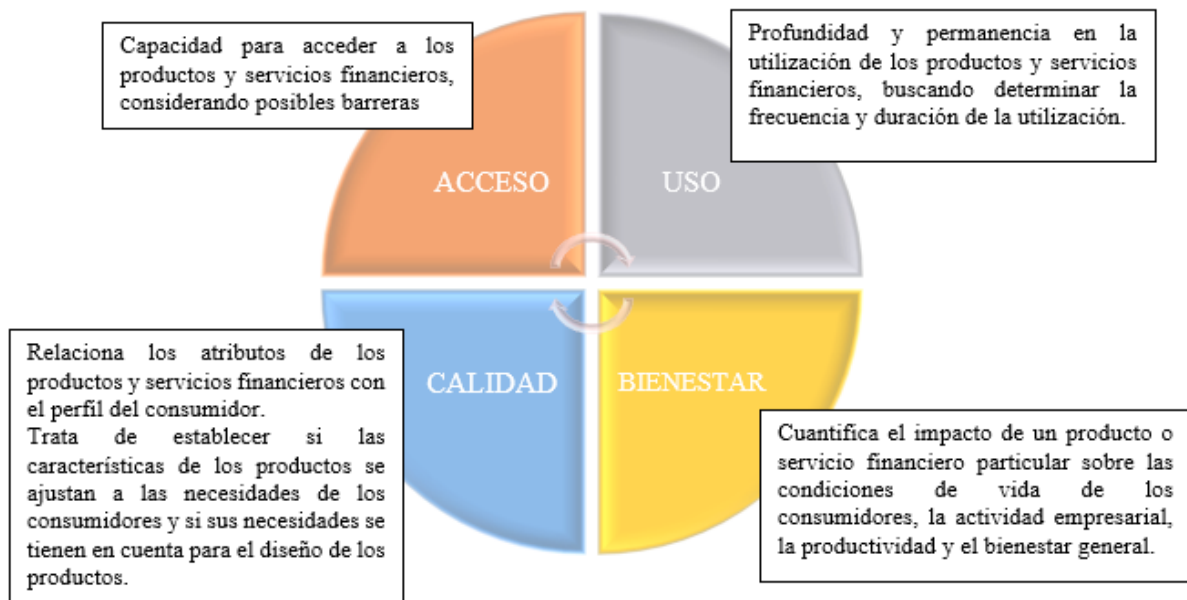 Capacidad para acceder a los
productos y servicios financieros,
considerando posibles barreras
Profundidad y permanencia en la
utilización de los productos y servicios
financieros, buscando determinar la
frecuencia y duración de la utilización.
ACCESO
USO
Relaciona los atributos de los
productos y servicios financieros con
el perfil del consumidor.
Trata de establecer si las
características de los productos se
ajustan a las necesidades de los
consumidores y si sus necesidades se
tienen en cuenta para el diseño de los
productos.
CALIDAD
BIENESTAR
Cuantifica el impacto de un producto o
servicio financiero particular sobre las
condiciones de vida de los
consumidores, la actividad empresarial,
la productividad y el bienestar general.